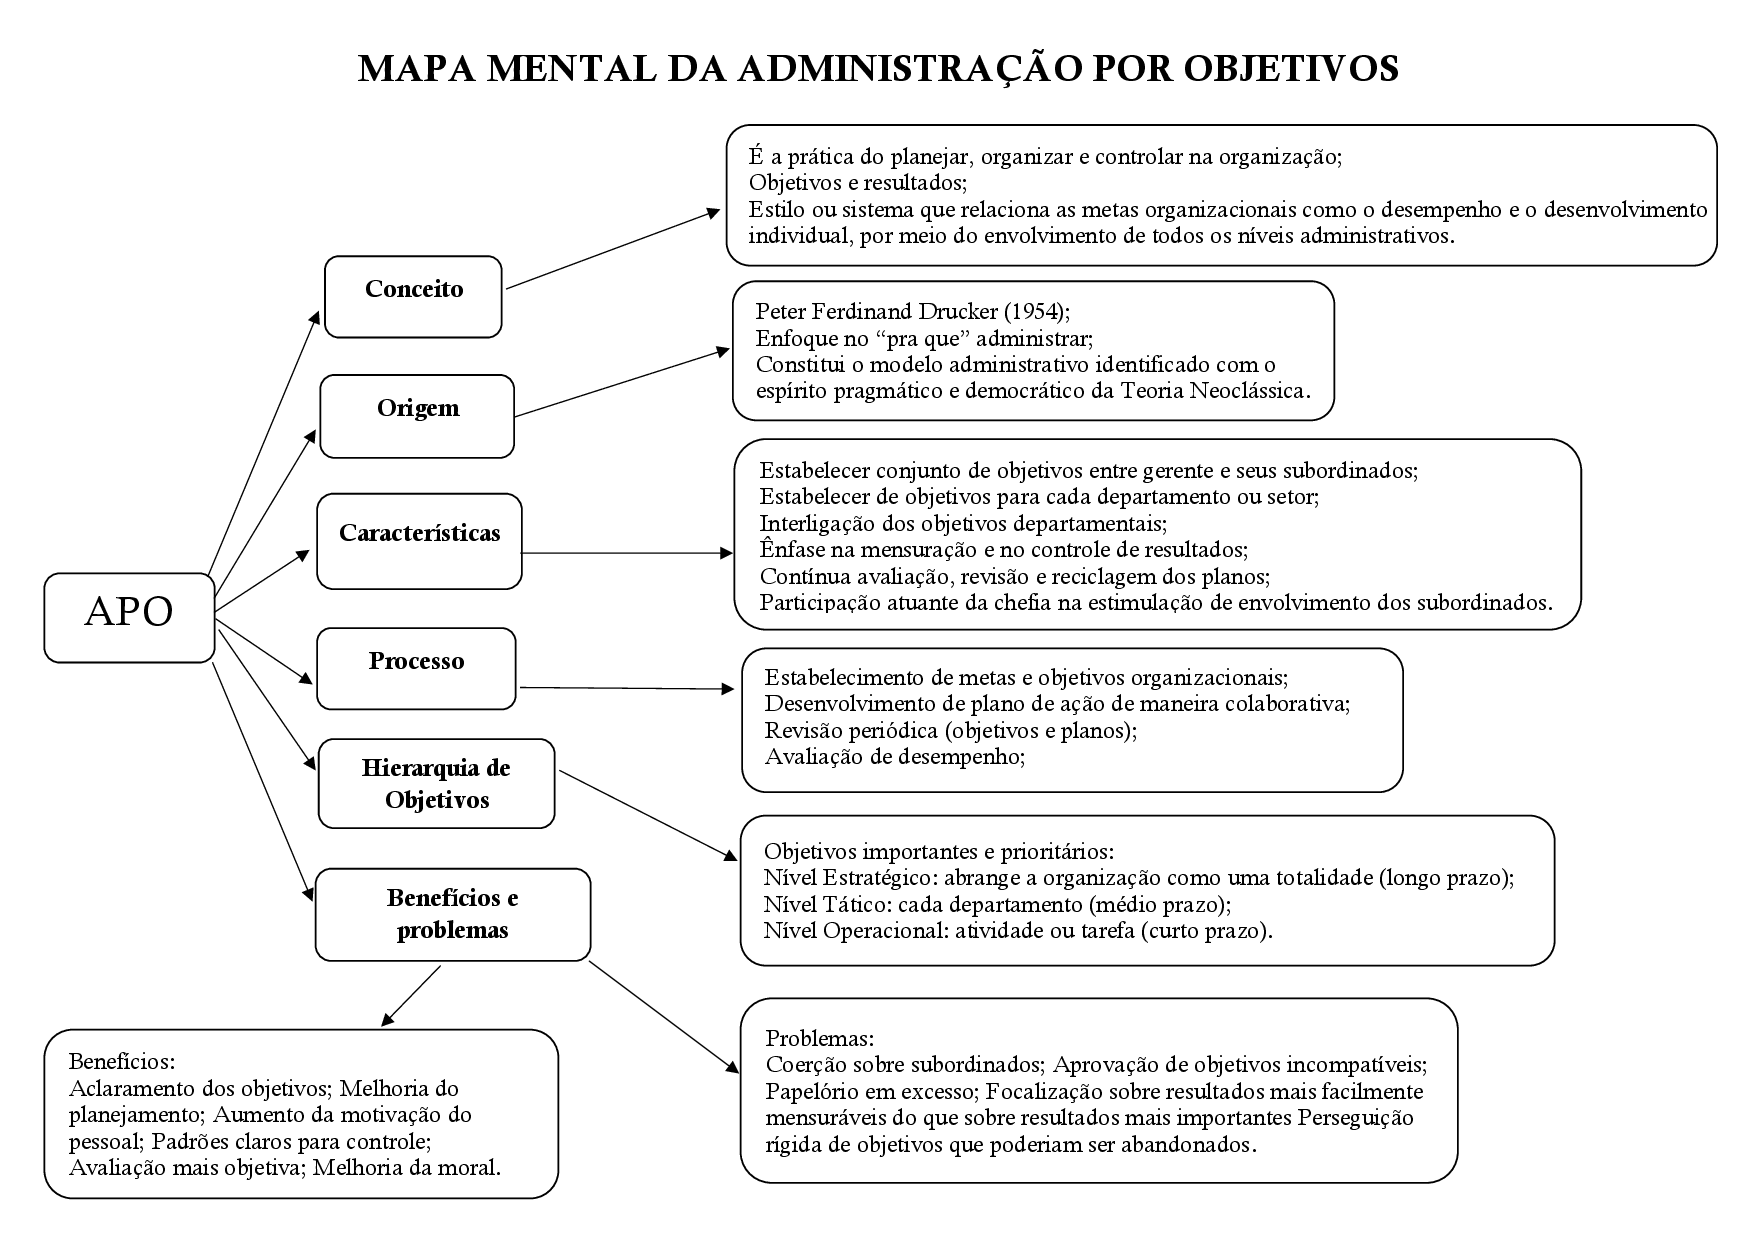 MAPA MENTAL DA ADMINISTRAÇÃO POR OBJETIVOS
APO
Conceito
É a prática do planejar, organizar e controlar na organização;
Objetivos e resultados;
Estilo ou sistema que relaciona as metas organizacionais como o desempenho e o desenvolvimento
individual, por meio do envolvimento de todos os níveis administrativos.
Origem
Peter Ferdinand Drucker (1954);
Enfoque no “pra que” administrar;
Constitui o modelo administrativo identificado com o
espírito pragmático e democrático da Teoria Neoclássica.
Características
Estabelecer conjunto de objetivos entre gerente e seus subordinados;
Estabelecer de objetivos para cada departamento ou setor;
Interligação dos objetivos departamentais;
Ênfase na mensuração e no controle de resultados;
Contínua avaliação, revisão e reciclagem dos planos;
Participação atuante da chefia na estimulação de envolvimento dos subordinados.
Processo
Estabelecimento de metas e objetivos organizacionais;
Desenvolvimento de plano de ação de maneira colaborativa;
Revisão periódica (objetivos e planos);
Avaliação de desempenho;
Hierarquia de
Objetivos
Objetivos importantes e prioritários:
Nível Estratégico: abrange a organização como uma totalidade (longo prazo);
Nível Tático: cada departamento (médio prazo);
Nível Operacional: atividade ou tarefa (curto prazo).
Benefícios e
problemas
Benefícios:
Aclaramento dos objetivos; Melhoria do
planejamento; Aumento da motivação do
pessoal; Padrões claros para controle;
Avaliação mais objetiva; Melhoria da moral.
Problemas:
Coerção sobre subordinados; Aprovação de objetivos incompatíveis;
Papelório em excesso; Focalização sobre resultados mais facilmente
mensuráveis do que sobre resultados mais importantes Perseguição
rígida de objetivos que poderiam ser abandonados.